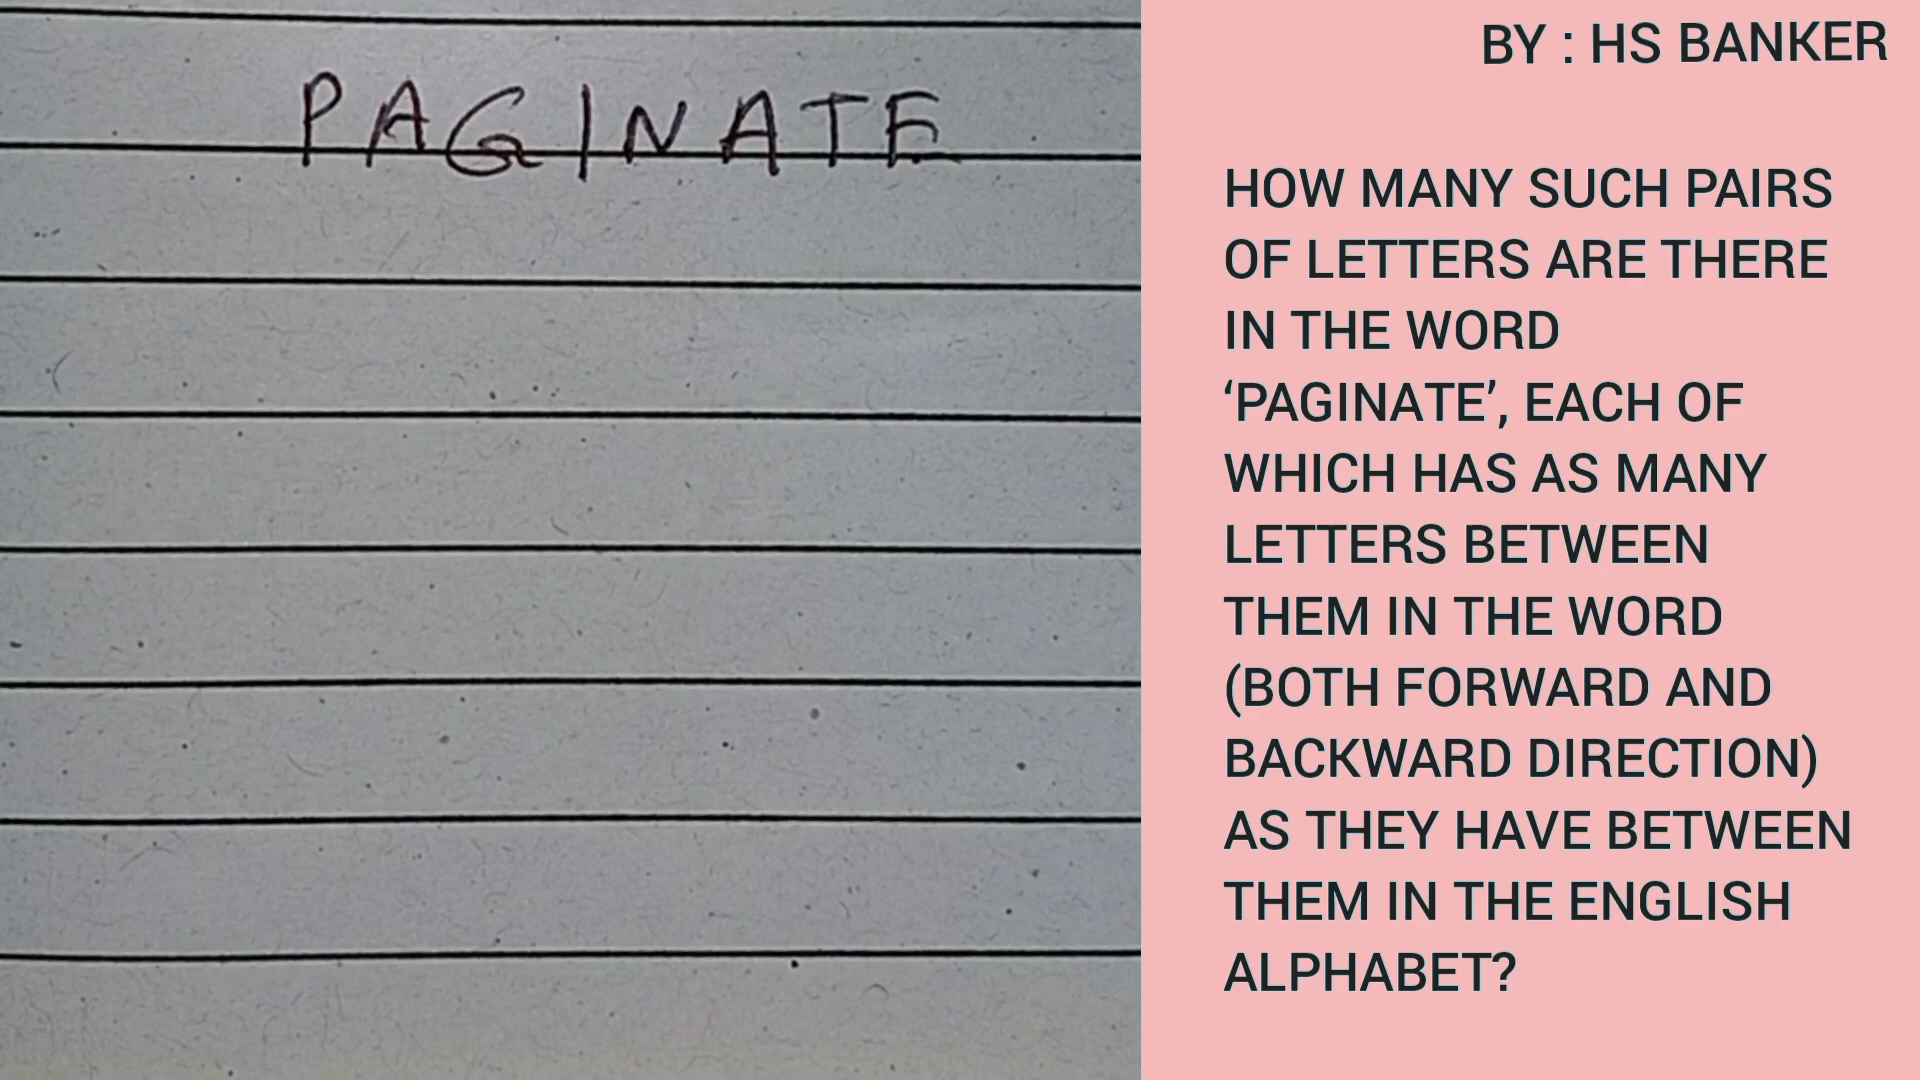 BY : HS BANKER
PAGINATE
HOW MANY SUCH PAIRS
OF LETTERS ARE THERE
IN THE WORD
‘PAGINATE’, EACH OF
WHICH HAS AS MANY
LETTERS BETWEEN
THEM IN THE WORD
(BOTH FORWARD AND
BACKWARD DIRECTION)
AS THEY HAVE BETWEEN
THEM IN THE ENGLISH
ALPHABET?